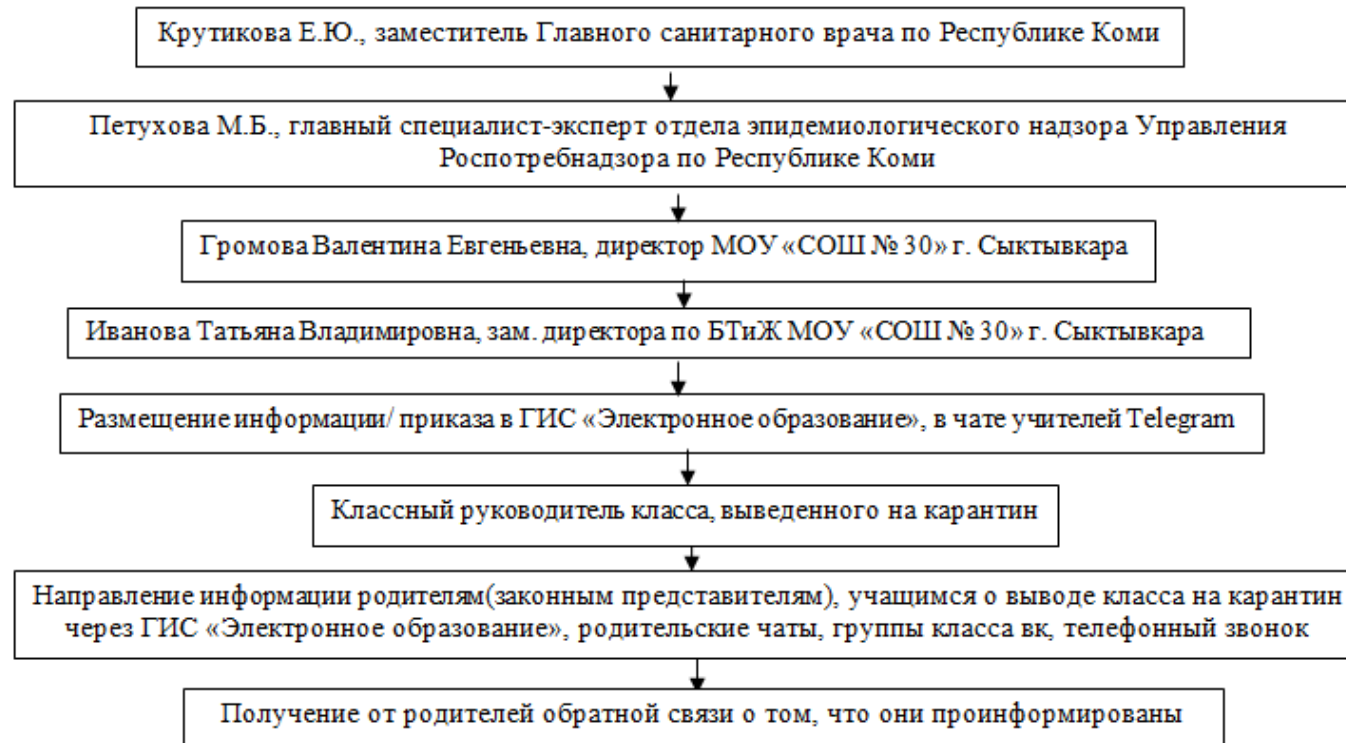 Крутикова Е.Ю., заместитель Главного санитарного врача по Республике Коми
Петухова М.Б., главный специалист-эксперт отдела эпидемиологического надзора Управления
Роспотребнадзора по Республике Коми
Громова Валентина Евгеньевна, директор МОУ «СОШ № 30» г. Сыктывкара
Иванова Татьяна Владимировна, зам. директора по БТиЖ МОУ «СОШ № 30» г. Сыктывкара
Размещение информации/ приказа в ГИС «Электронное образование», в чате учителей Telegram
Классный руководитель класса, выведенного на карантин
Направление информации родителям(законным представителям), учащимся о выводе класса на карантин
через ГИС «Электронное образование», родительские чаты, группы класса вк, телефонный звонок
Получение от родителей обратной связи о том, что они проинформированы